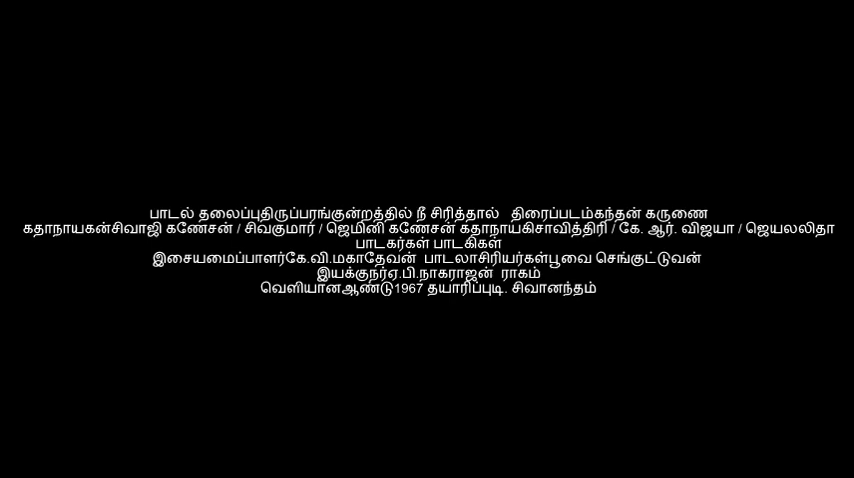 பாடல் தலைப்புதிருப்பரங்குன்றத்தில் நீ சிரித்தால்   திரைப்படம்கந்தன் கருணை
கதாநாயகன்சிவாஜி கணேசன் / சிவகுமார் / ஜெமினி கணேசன் கதாநாயகிசாவித்திரி / கே. ஆர். விஜயா / ஜெயலலிதா
பாடகர்கள் பாடகிகள்
இசையமைப்பாளர்கே.வி.மகாதேவன்  பாடலாசிரியர்கள்பூவை செங்குட்டுவன்
இயக்குநர்ஏ.பி.நாகராஜன்  ராகம்
வெளியானஆண்டு1967 தயாரிப்புடி. சிவானந்தம்